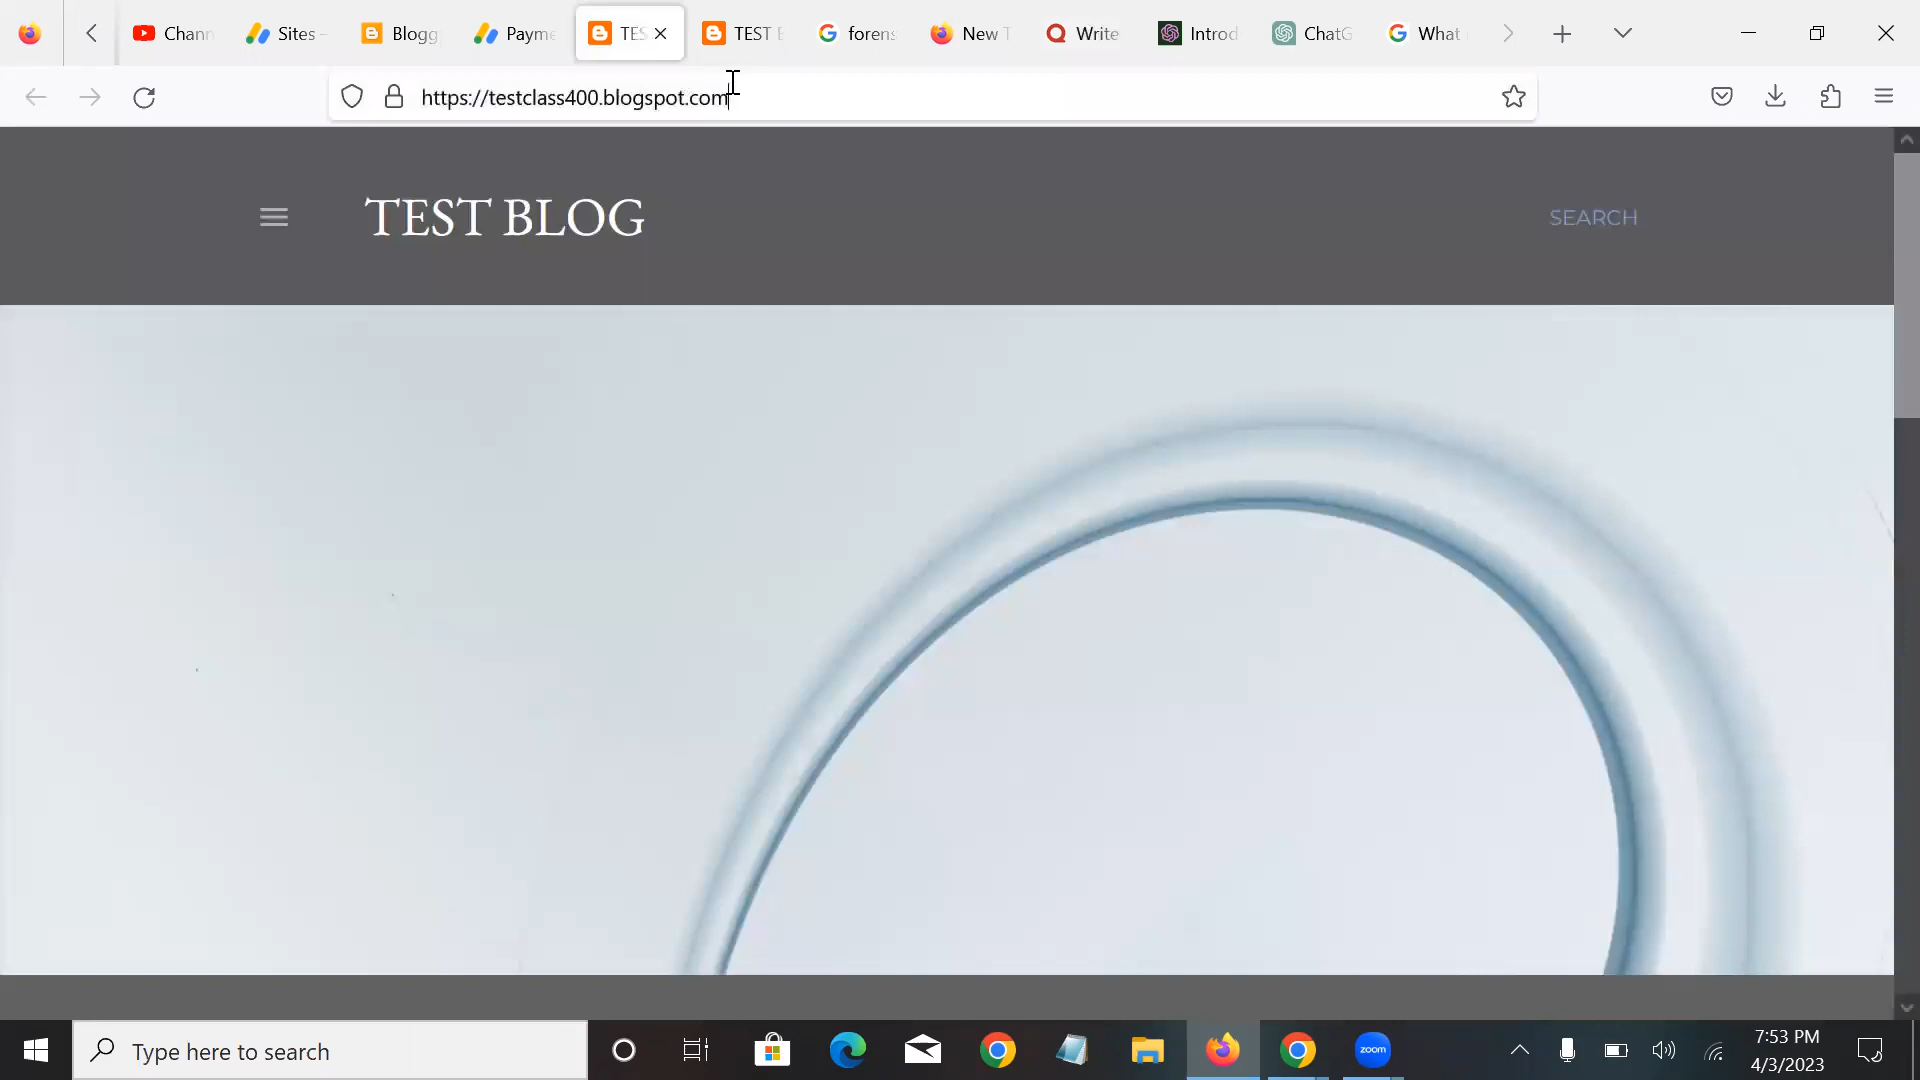 Chann
Sites -
Blogg
Payme
TES
TEST B
forens
New T
Write
Introd
ChatG
What
https://testclass400.blogspot.com
TEST BLOG
SEARCH
Type here to search
zoom
7:53 PM
4/3/2023